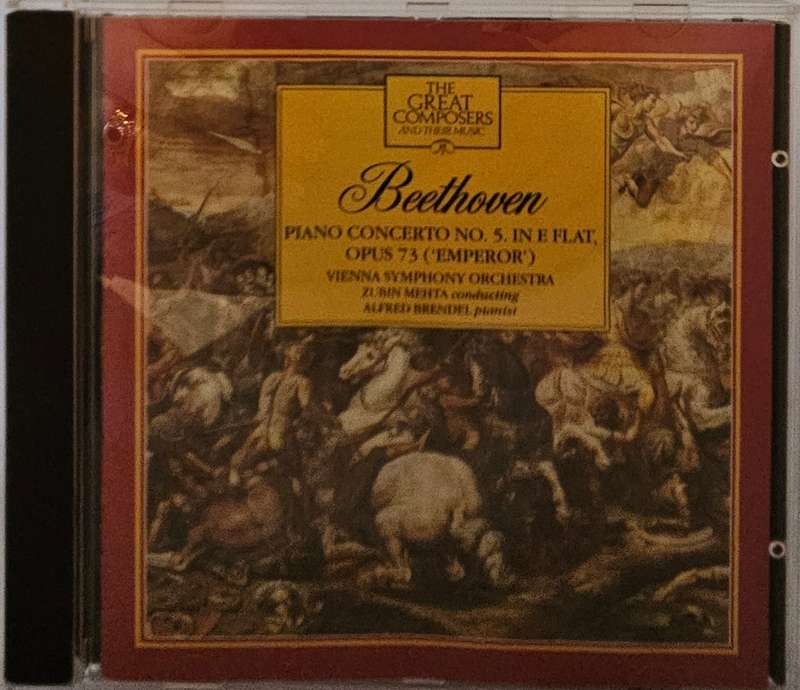 THE
GREAT
COMPOSERS
AND THEIR MUSIC
Beethoven
PIANO CONCERTO NO. 5. IN E FLAT,
OPUS 73 ('EMPEROR')
VIENNA SYMPHONY ORCHESTRA
ZUBIN MEHTA conducting
ALFRED BRENDEL pianist